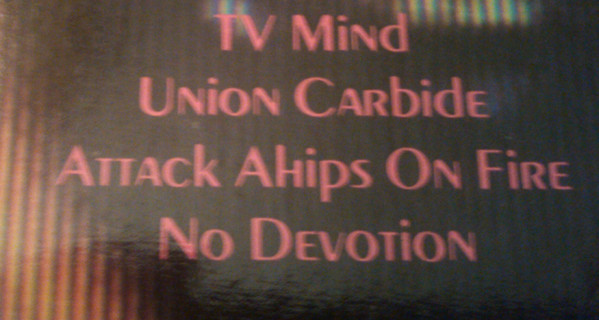 TV Mind
Union Carbide
Attack Ahips On Fire
No Devotion